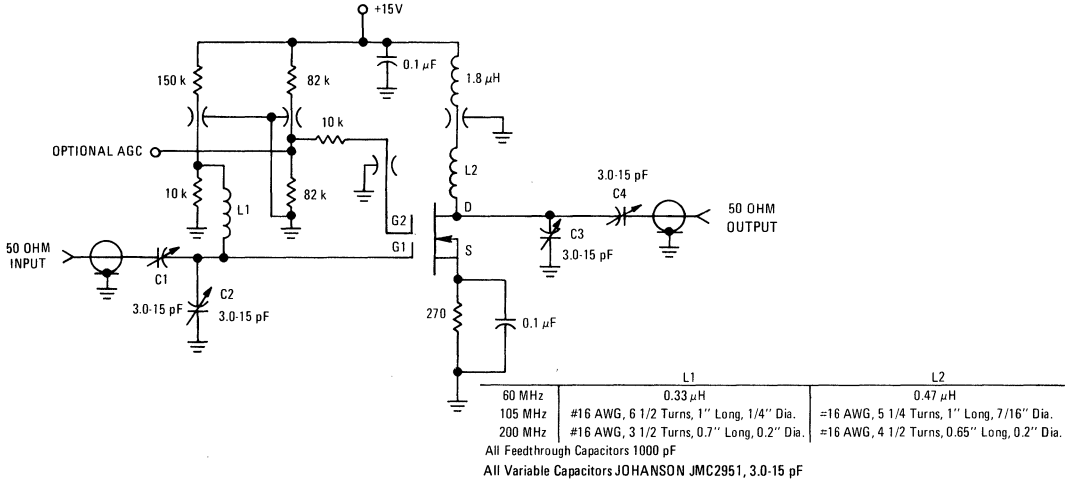 +15V
150 k
82 k
0.1 µF
1.8 µH
10 k
OPTIONAL AGC
10 k
L1
82 k
L2
3.0-15 pF
C4
G2
D
50 OHM
OUTPUT
G1
S
C3
3.0-15 pF
50 OHM
INPUT
C1
C2
3.0-15 pF
3.0-15 pF
270
0.1 µF
L1 L2
60 MHz 0.33 µH 0.47 µH
105 MHz #16 AWG, 6 1/2 Turns, 1'' Long, 1/4'' Dia. =16 AWG, 5 1/4 Turns, 1'' Long, 7/16'' Dia.
200 MHz #16 AWG, 3 1/2 Turns, 0.7'' Long, 0.2'' Dia. =16 AWG, 4 1/2 Turns, 0.65'' Long, 0.2'' Dia.
All Feedthrough Capacitors 1000 pF
All Variable Capacitors JOHANSON JMC2951, 3.0-15 pF